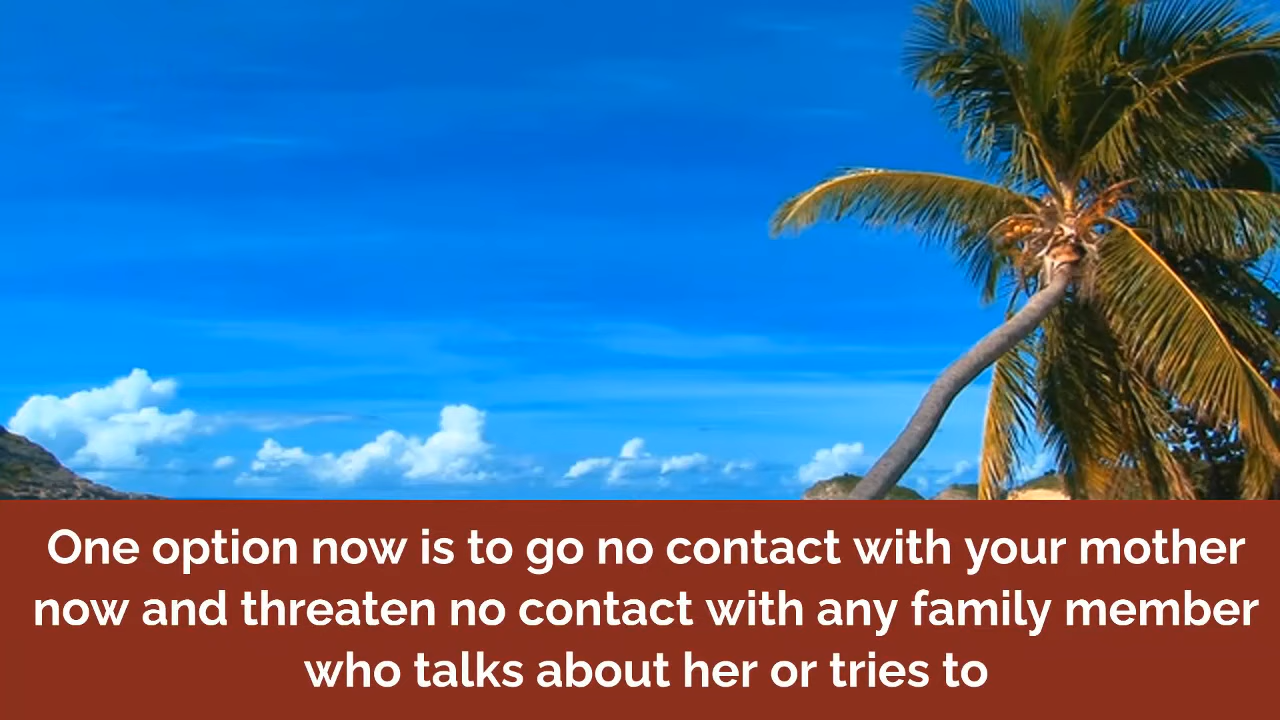 One option now is to go no contact with your mother
now and threaten no contact with any family member
who talks about her or tries to